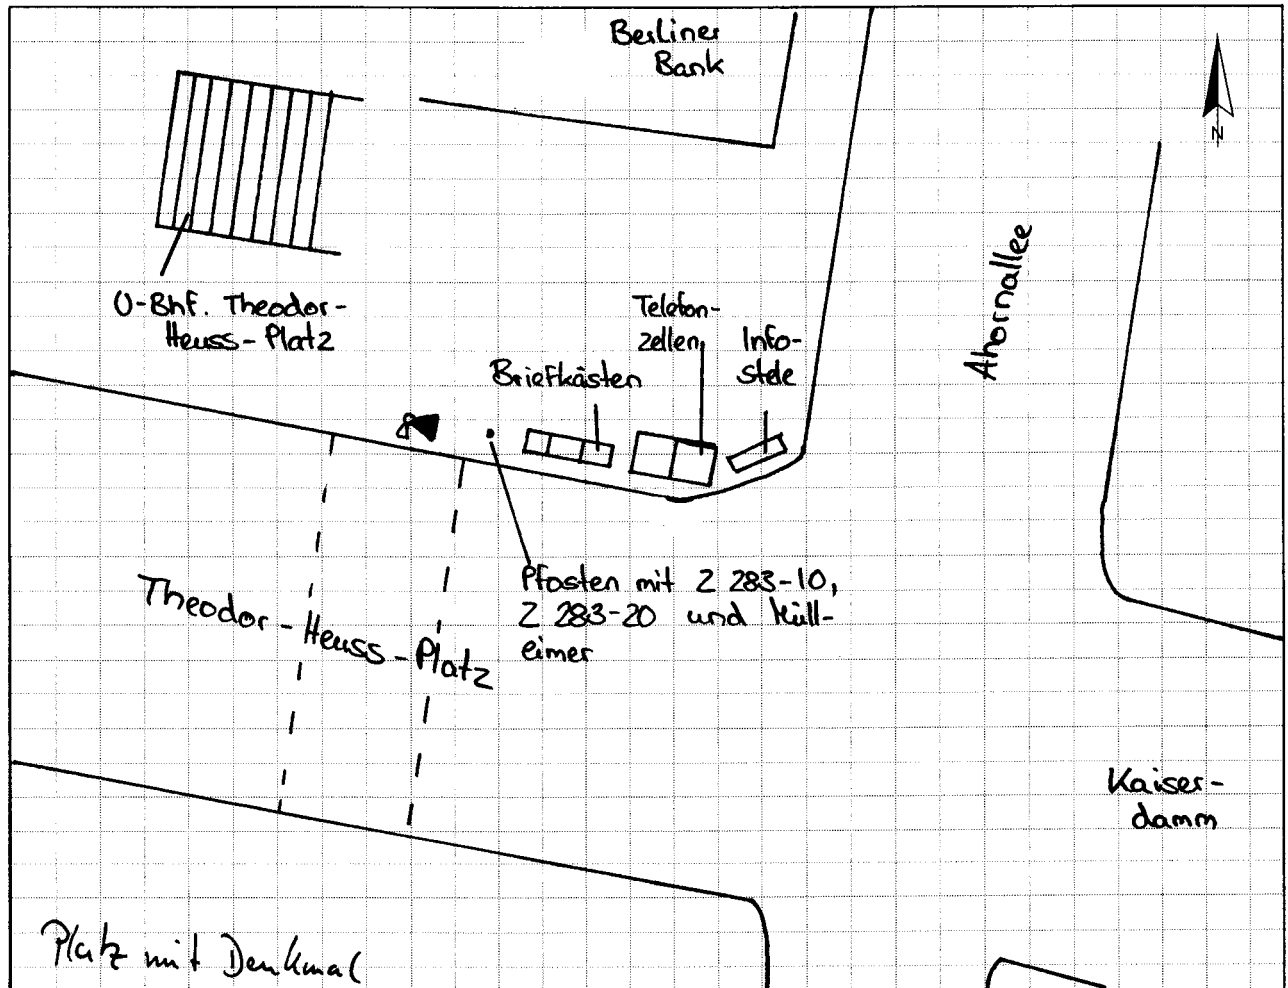 Berliner
Bank
N
U-Bhf. Theodor-
Heuss-Platz
Telefon-
zellen
Info-
stele
Briefkästen
Ahornallee
Pfosten mit Z 283-10,
Z 283-20 und Müll-
eimer
Theodor-Heuss-Platz
Kaiser-
damm
Platz mit Denkmal